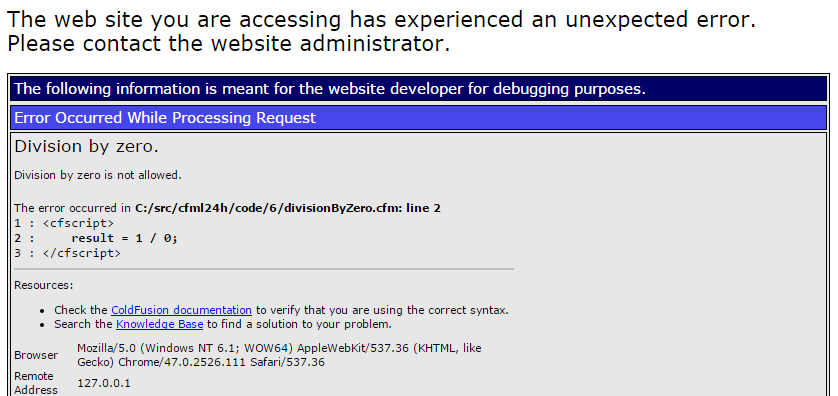 The web site you are accessing has experienced an unexpected error.
Please contact the website administrator.
The following information is meant for the website developer for debugging purposes.
Error Occurred While Processing Request
Division by zero.
Division by zero is not allowed.
The error occurred in C:/src/cfml24h/code/6/divisionByZero.cfm: line 2
1 : <cfscript>
2 :     result = 1 / 0;
3 : </cfscript>
Resources:
• Check the ColdFusion documentation to verify that you are using the correct syntax.
• Search the Knowledge Base to find a solution to your problem.
Browser
Mozilla/5.0 (Windows NT 6.1; WOW64) AppleWebKit/537.36 (KHTML, like
Gecko) Chrome/47.0.2526.111 Safari/537.36
Remote
Address
127.0.0.1